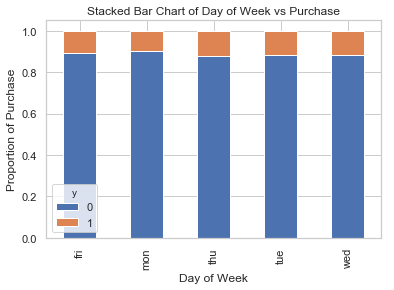 Stacked Bar Chart of Day of Week vs Purchase
Proportion of Purchase
1.0
0.8
0.6
0.4
0.2
0.0
y
0
1
fri
mon
thu
tue
wed
Day of Week